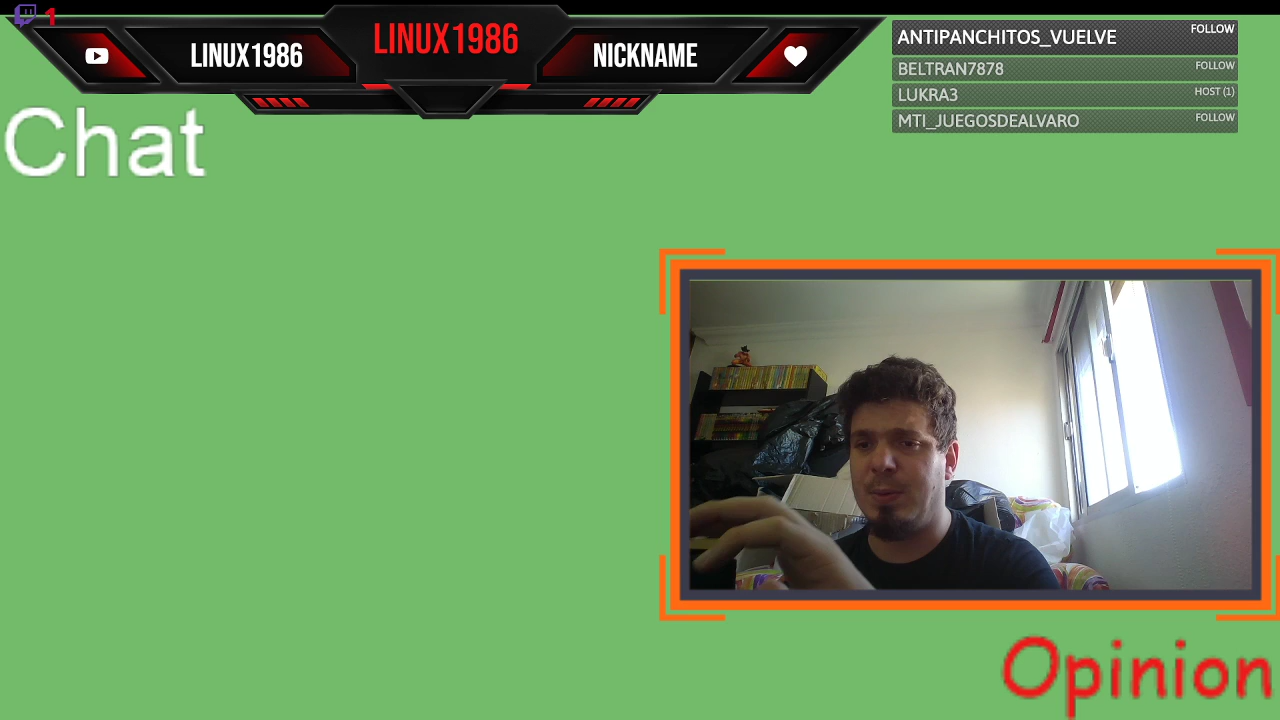 1
LINUX1986
LINUX1986
NICKNAME
ANTIPANCHITOS_VUELVE FOLLOW
BELTRAN7878 FOLLOW
LUKRA3 HOST (1)
MTI_JUEGOSDEALVARO FOLLOW
Chat
Opinion